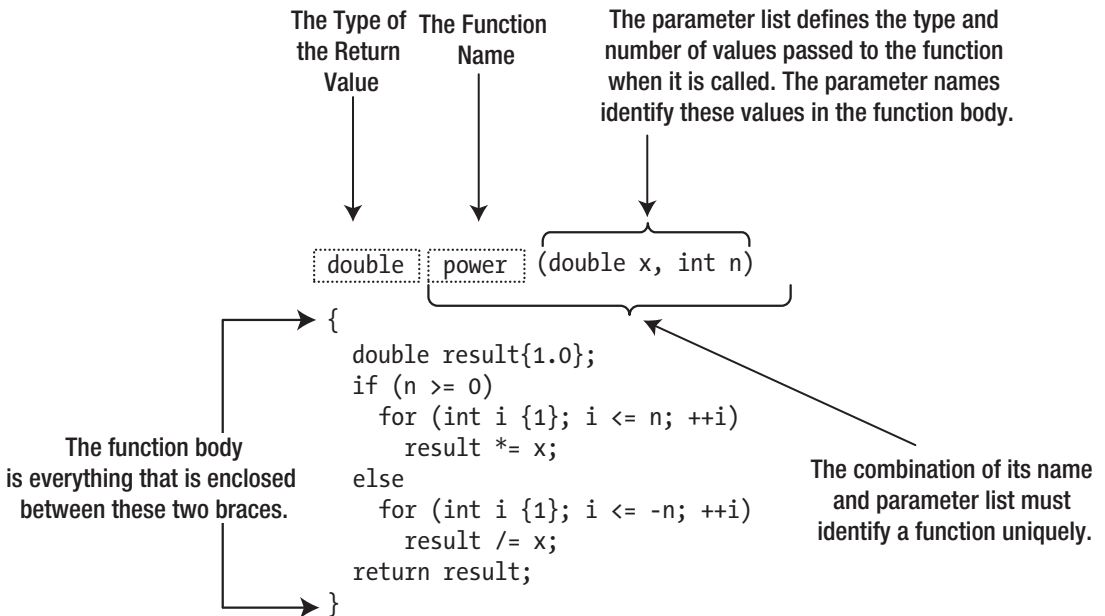 The Type of
the Return
Value
The Function
Name
The parameter list defines the type and
number of values passed to the function
when it is called. The parameter names
identify these values in the function body.
double power (double x, int n)
{
double result{1.0};
if (n >= 0)
for (int i {1}; i <= n; ++i)
result *= x;
else
for (int i {1}; i <= -n; ++i)
result /= x;
return result;
}
The function body
is everything that is enclosed
between these two braces.
The combination of its name
and parameter list must
identify a function uniquely.